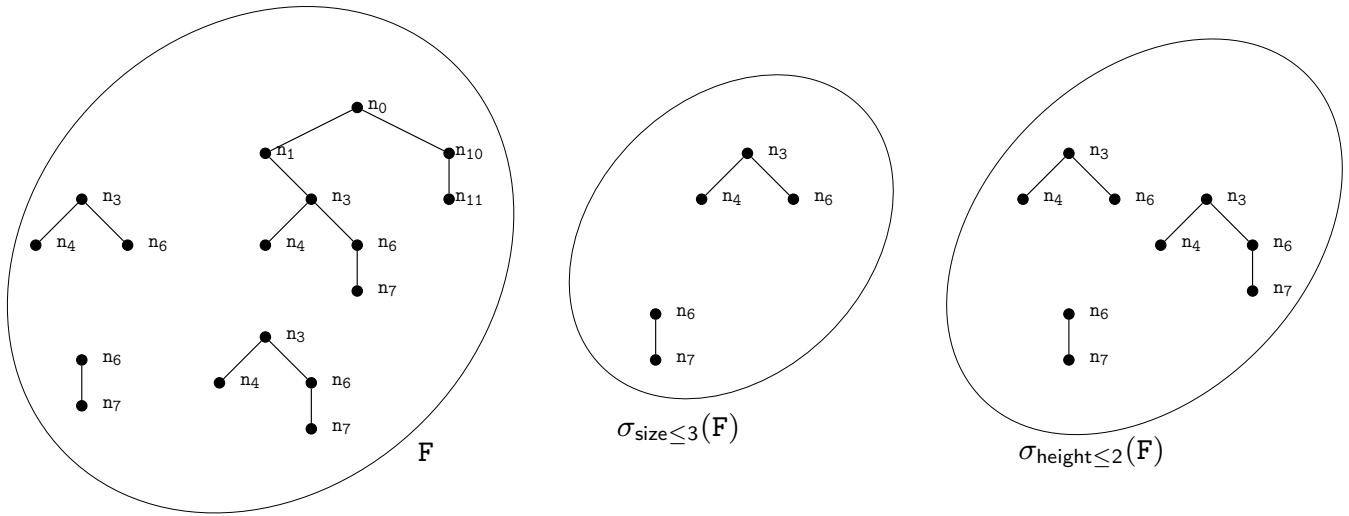 n₀
n₁ n₁₀
n₃ n₃ n₁₁
n₄ n₆ n₄ n₆
n₇
n₃
n₆ n₄ n₆
n₇ n₇
F
n₃
n₄ n₆
n₆
n₇
σsize≤3(F)
n₃
n₄ n₆ n₃
n₄ n₆
n₇
n₆
n₇
σheight≤2(F)